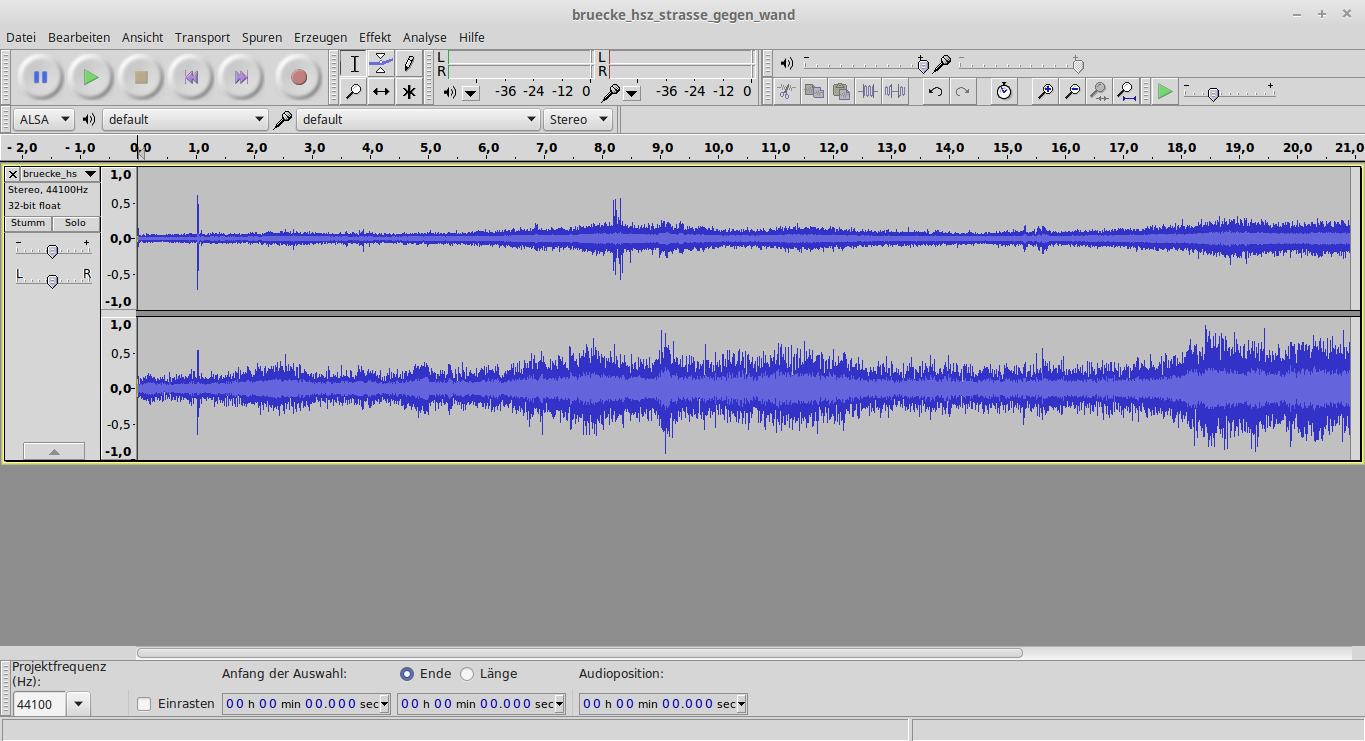 bruecke_hsz_strasse_gegen_wand
Datei Bearbeiten Ansicht Transport Spuren Erzeugen Effekt Analyse Hilfe
L
R
-36 -24 -12 0
L
R
-36 -24 -12 0
ALSA default default Stereo
- 2,0 - 1,0 0,0 1,0 2,0 3,0 4,0 5,0 6,0 7,0 8,0 9,0 10,0 11,0 12,0 13,0 14,0 15,0 16,0 17,0 18,0 19,0 20,0 21,0
bruecke_hs
Stereo, 44100Hz
32-bit float
Stumm Solo
- +
L R
1,0
0,5-
0,0-
-0,5-
-1,0
1,0
0,5-
0,0-
-0,5-
-1,0
Projektfrequenz
(Hz):
44100
Anfang der Auswahl: Ende Länge Audioposition:
Einrasten 00 h 00 min 00.000 sec 00 h 00 min 00.000 sec 00 h 00 min 00.000 sec